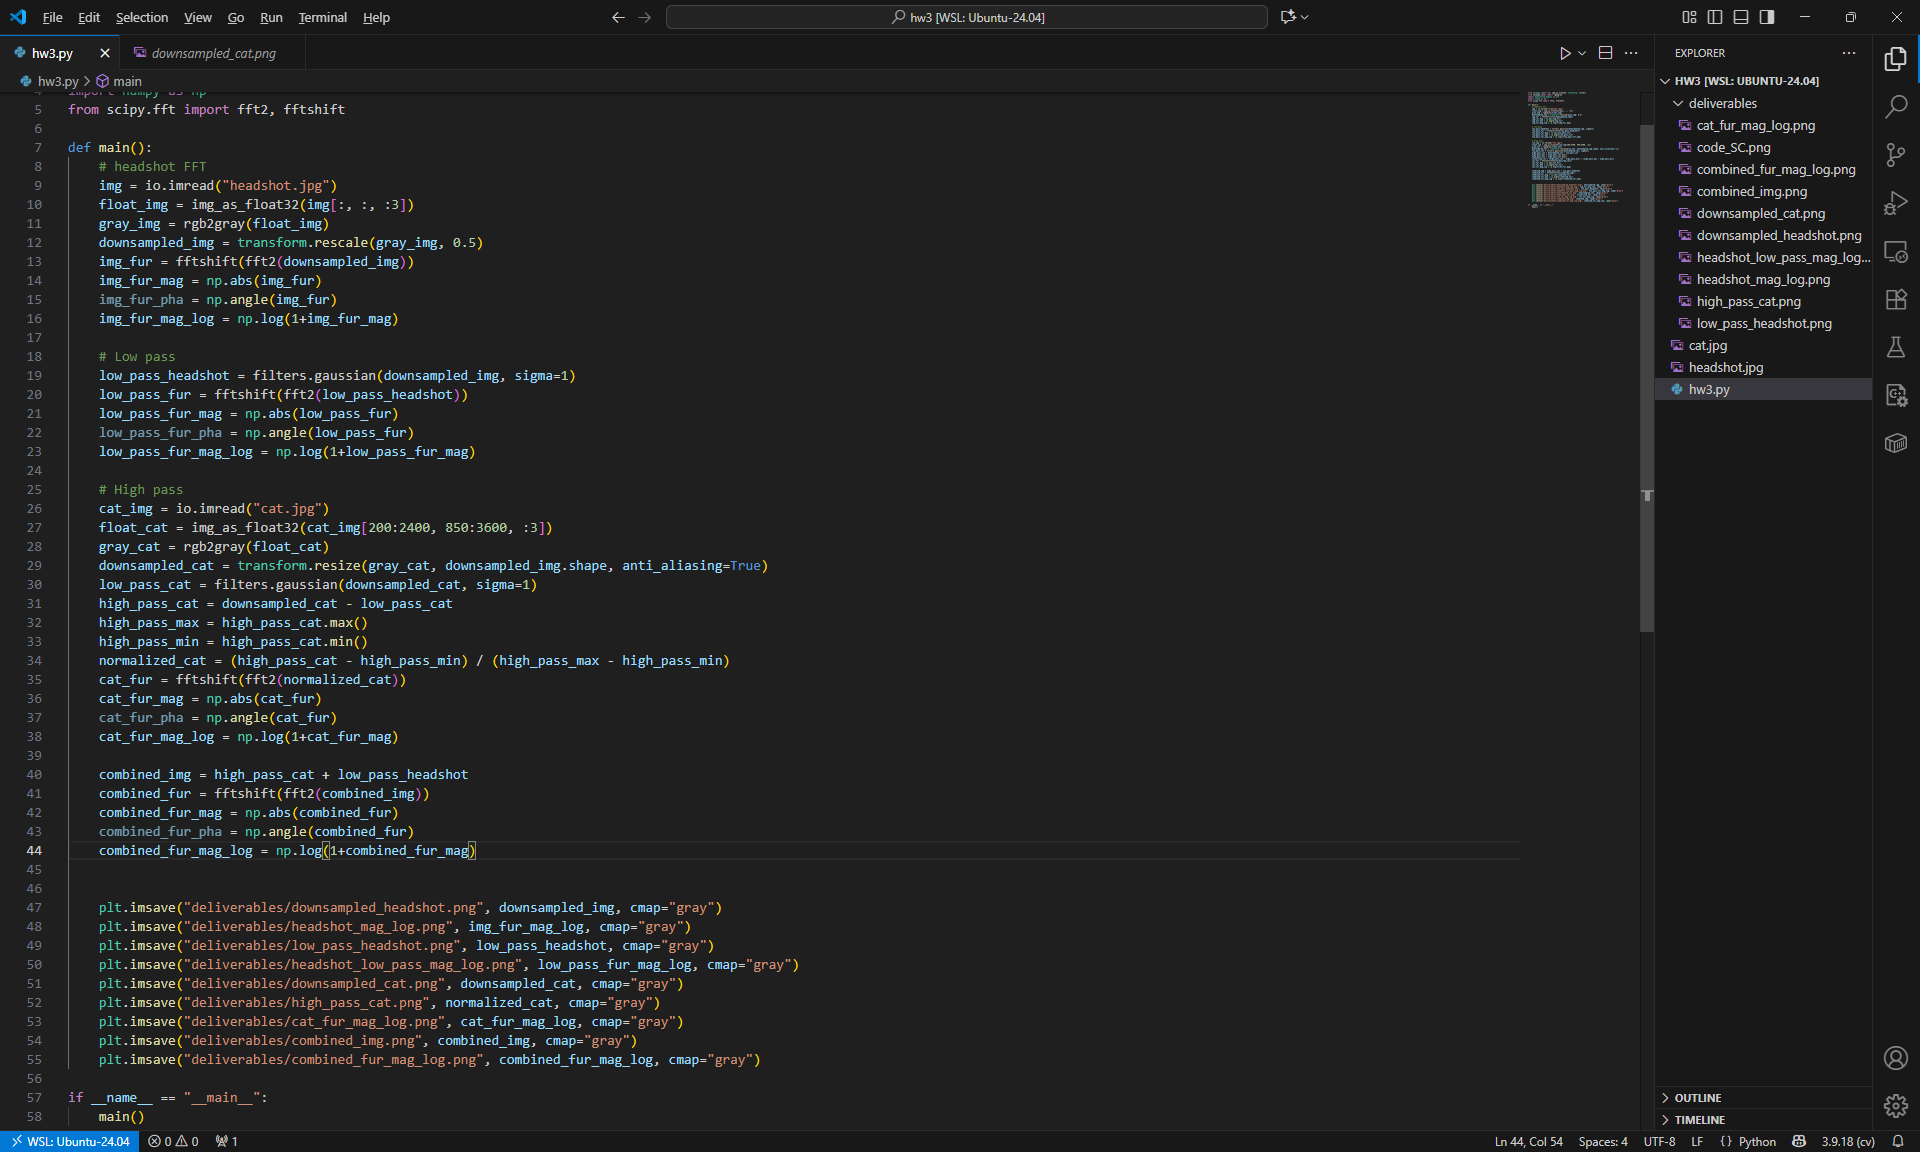 File Edit Selection View Go Run Terminal Help
hw3 [WSL: Ubuntu-24.04]
hw3.py
downsampled_cat.png
hw3.py > main
4 import numpy as np
5 from scipy.fft import fft2, fftshift
6
7 def main():
8 # headshot FFT
9 img = io.imread("headshot.jpg")
10 float_img = img_as_float32(img[:, :, :3])
11 gray_img = rgb2gray(float_img)
12 downsampled_img = transform.rescale(gray_img, 0.5)
13 img_fur = fftshift(fft2(downsampled_img))
14 img_fur_mag = np.abs(img_fur)
15 img_fur_pha = np.angle(img_fur)
16 img_fur_mag_log = np.log(1+img_fur_mag)
17
18 # Low pass
19 low_pass_headshot = filters.gaussian(downsampled_img, sigma=1)
20 low_pass_fur = fftshift(fft2(low_pass_headshot))
21 low_pass_fur_mag = np.abs(low_pass_fur)
22 low_pass_fur_pha = np.angle(low_pass_fur)
23 low_pass_fur_mag_log = np.log(1+low_pass_fur_mag)
24
25 # High pass
26 cat_img = io.imread("cat.jpg")
27 float_cat = img_as_float32(cat_img[200:2400, 850:3600, :3])
28 gray_cat = rgb2gray(float_cat)
29 downsampled_cat = transform.resize(gray_cat, downsampled_img.shape, anti_aliasing=True)
30 low_pass_cat = filters.gaussian(downsampled_cat, sigma=1)
31 high_pass_cat = downsampled_cat - low_pass_cat
32 high_pass_max = high_pass_cat.max()
33 high_pass_min = high_pass_cat.min()
34 normalized_cat = (high_pass_cat - high_pass_min) / (high_pass_max - high_pass_min)
35 cat_fur = fftshift(fft2(normalized_cat))
36 cat_fur_mag = np.abs(cat_fur)
37 cat_fur_pha = np.angle(cat_fur)
38 cat_fur_mag_log = np.log(1+cat_fur_mag)
39
40 combined_img = high_pass_cat + low_pass_headshot
41 combined_fur = fftshift(fft2(combined_img))
42 combined_fur_mag = np.abs(combined_fur)
43 combined_fur_pha = np.angle(combined_fur)
44 combined_fur_mag_log = np.log(1+combined_fur_mag)
45
46
47 plt.imsave("deliverables/downsampled_headshot.png", downsampled_img, cmap="gray")
48 plt.imsave("deliverables/headshot_mag_log.png", img_fur_mag_log, cmap="gray")
49 plt.imsave("deliverables/low_pass_headshot.png", low_pass_headshot, cmap="gray")
50 plt.imsave("deliverables/headshot_low_pass_mag_log.png", low_pass_fur_mag_log, cmap="gray")
51 plt.imsave("deliverables/downsampled_cat.png", downsampled_cat, cmap="gray")
52 plt.imsave("deliverables/high_pass_cat.png", normalized_cat, cmap="gray")
53 plt.imsave("deliverables/cat_fur_mag_log.png", cat_fur_mag_log, cmap="gray")
54 plt.imsave("deliverables/combined_img.png", combined_img, cmap="gray")
55 plt.imsave("deliverables/combined_fur_mag_log.png", combined_fur_mag_log, cmap="gray")
56
57 if __name__ == "__main__":
58 main()
EXPLORER
HW3 [WSL: UBUNTU-24.04]
deliverables
cat_fur_mag_log.png
code_SC.png
combined_fur_mag_log.png
combined_img.png
downsampled_cat.png
downsampled_headshot.png
headshot_low_pass_mag_log...
headshot_mag_log.png
high_pass_cat.png
low_pass_headshot.png
cat.jpg
headshot.jpg
hw3.py
OUTLINE
TIMELINE
WSL: Ubuntu-24.04 0 0 1
Ln 44, Col 54 Spaces: 4 UTF-8 LF {} Python 3.9.18 (cv)